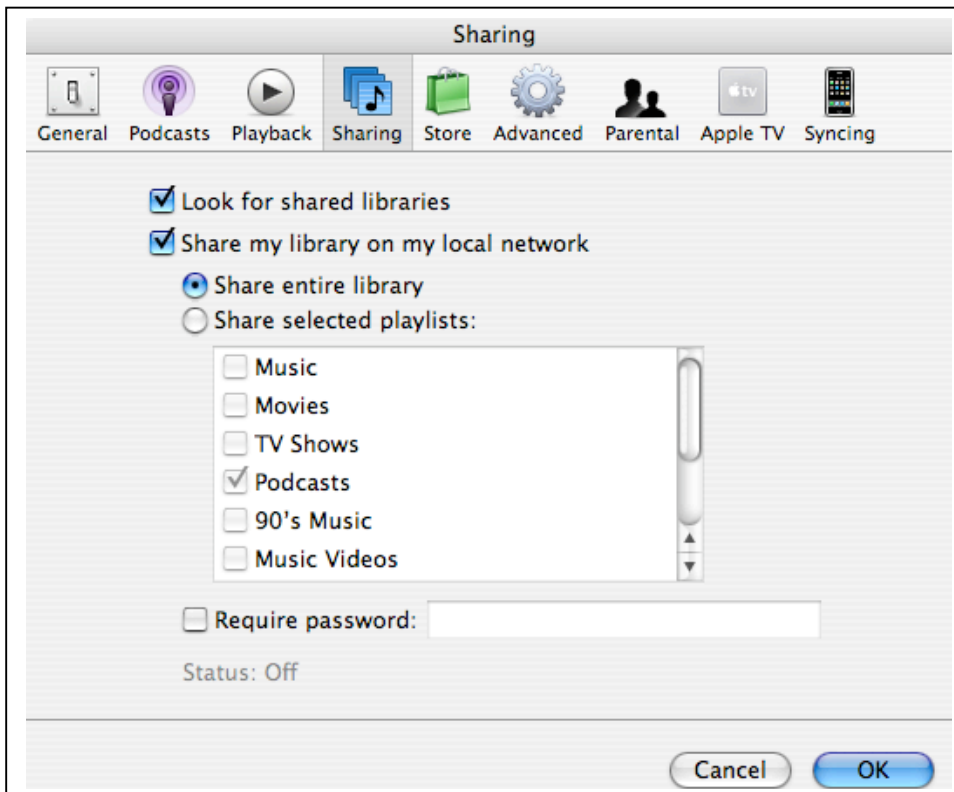 Sharing
tv
General Podcasts Playback Sharing Store Advanced Parental Apple TV Syncing
Look for shared libraries
Share my library on my local network
Share entire library
Share selected playlists:
Music
Movies
TV Shows
Podcasts
90's Music
Music Videos
Require password:
Status: Off
Cancel OK